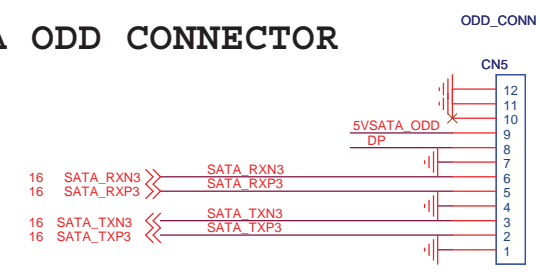 ODD_CONN
A ODD CONNECTOR
CN5
12
11
10
5VSATA_ODD 9
DP 8
7
16 SATA_RXN3 SATA_RXN3 6
16 SATA_RXP3 SATA_RXP3 5
4
16 SATA_TXN3 SATA_TXN3 3
16 SATA_TXP3 SATA_TXP3 2
1